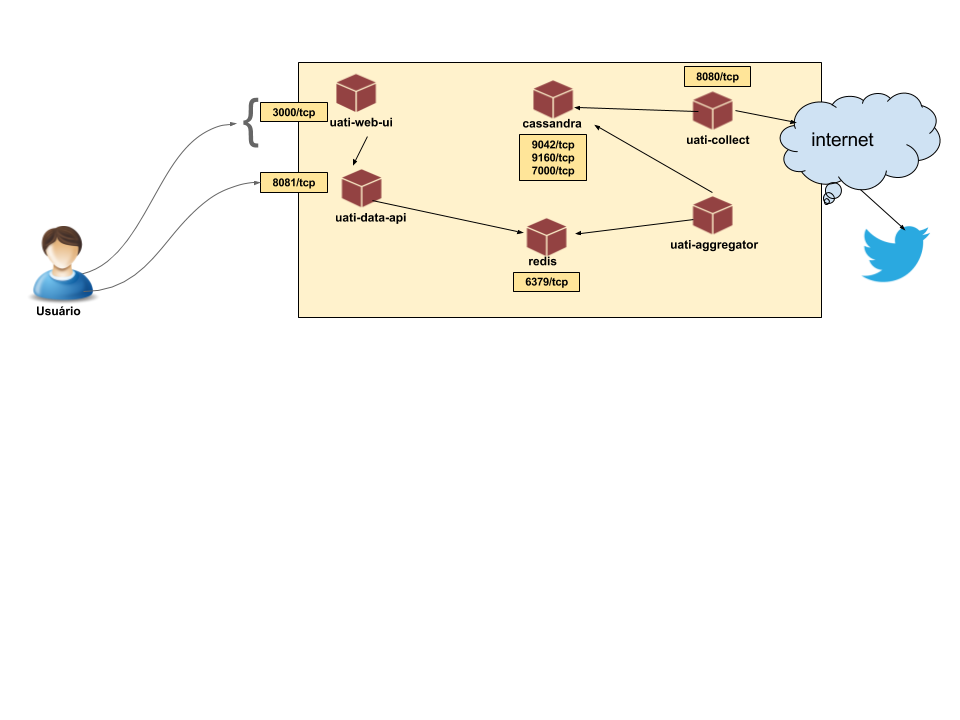 8080/tcp
3000/tcp
uati-web-ui
cassandra
uati-collect
internet
9042/tcp
9160/tcp
7000/tcp
8081/tcp
uati-data-api
uati-aggregator
redis
6379/tcp
Usuário